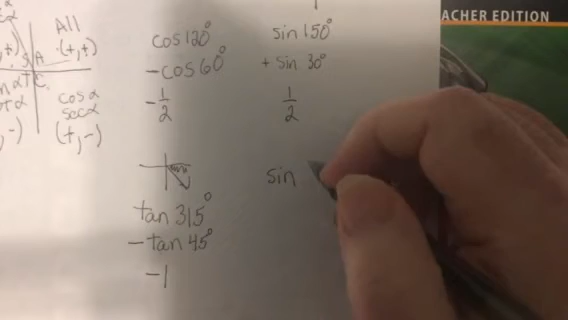 ACHER EDITION
All
(+,+)
A
C
cos α
sec α
(+,-)
cos 120°
-cos 60°
-1/2
sin 150°
+ sin 30°
1/2
tan 315°
- tan 45°
-1
sin